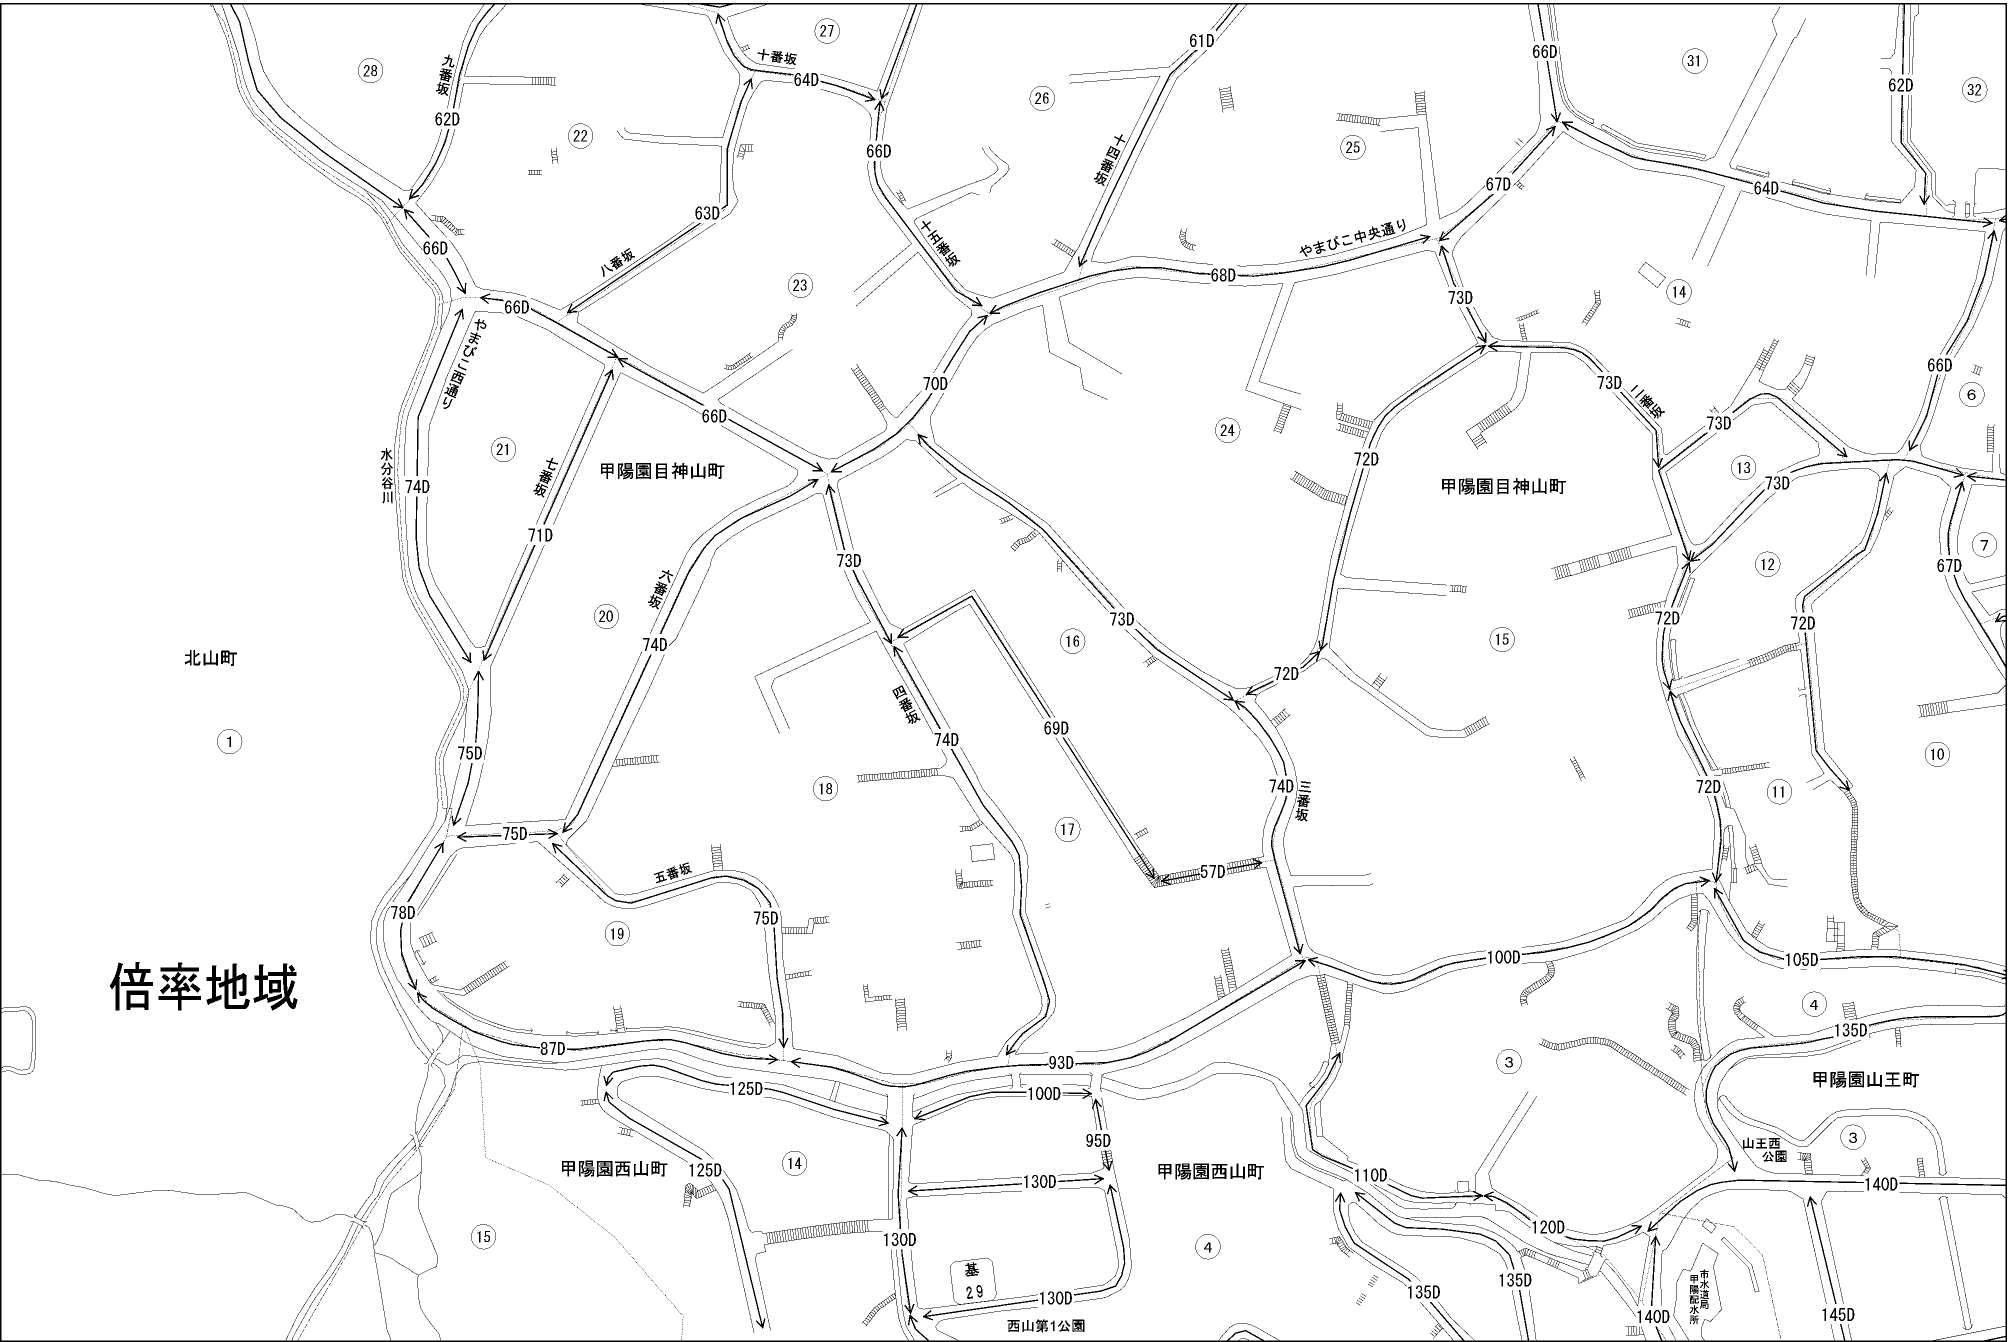 27
28
九番坂
十番坂
64D
61D
66D
31
62D
32
26
62D
22
66D
十四番坂
25
67D
64D
63D
66D
八番坂
十五番坂
やまびこ中央通り
68D
23
66D
73D
14
やまびこ西通り
70D
66D
73D
二番坂
66D
6
21
66D
24
73D
水分谷川
74D
七番坂
甲陽園目神山町
72D
甲陽園目神山町
13
73D
71D
73D
12
7
67D
六番坂
20
74D
73D
16
15
72D
72D
北山町
1
四番坂
72D
74D
69D
75D
10
18
74D
三番坂
72D
11
75D
17
五番坂
57D
78D
75D
19
100D
105D
倍率地域
4
135D
87D
93D
3
甲陽園山王町
125D
100D
95D
山王西
公園
3
甲陽園西山町
125D
14
130D
甲陽園西山町
110D
140D
15
130D
4
120D
基
29
130D
135D
135D
市水道局
甲陽配水所
140D
145D
西山第1公園